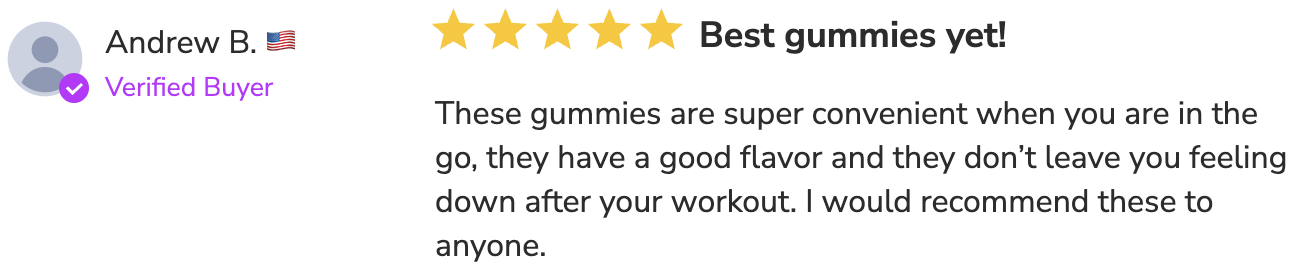 Andrew B.
Verified Buyer
Best gummies yet!
These gummies are super convenient when you are in the
go, they have a good flavor and they don’t leave you feeling
down after your workout. I would recommend these to
anyone.